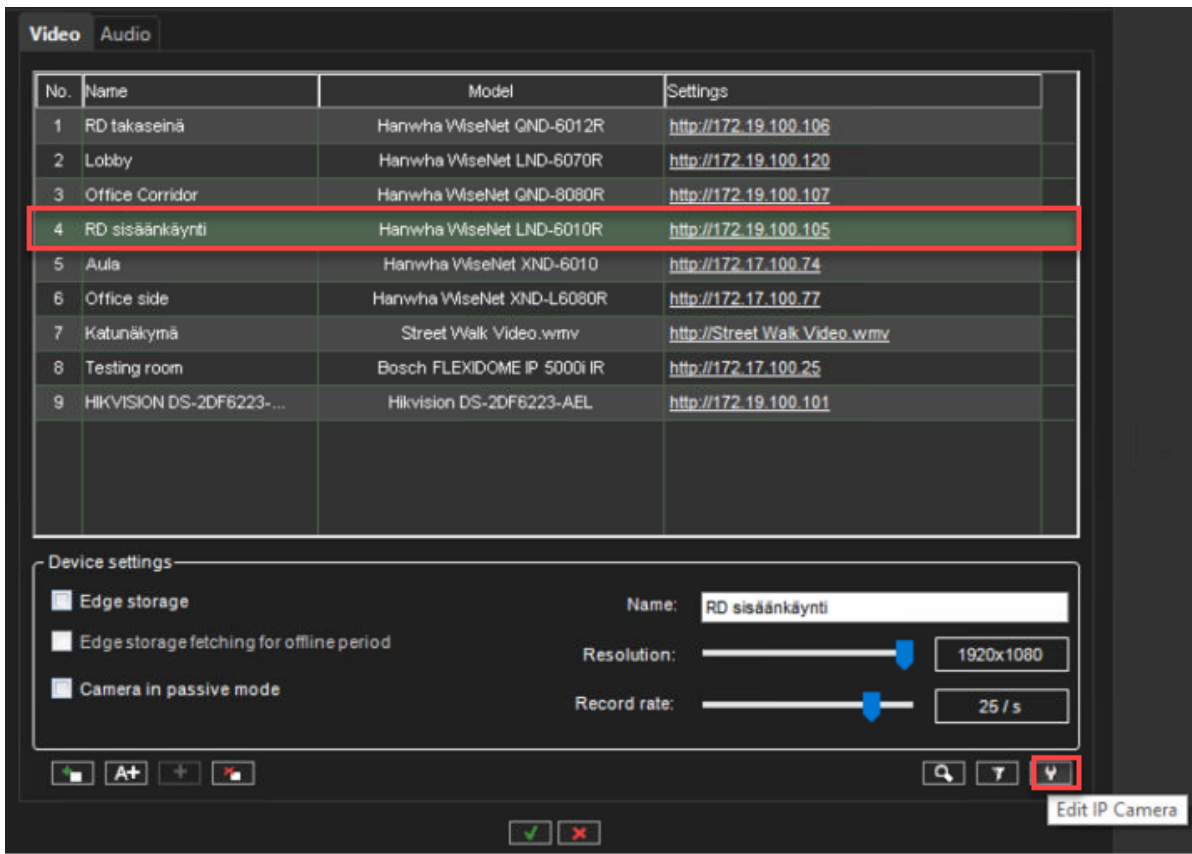 Video Audio
No. Name Model Settings
1 RD takaseinä Hanwha WiseNet QND-6012R http://172.19.100.106
2 Lobby Hanwha WiseNet LND-6070R http://172.19.100.120
3 Office Corridor Hanwha WiseNet QND-8080R http://172.19.100.107
4 RD sisäänkäynti Hanwha WiseNet LND-6010R http://172.19.100.105
5 Aula Hanwha WiseNet XND-6010 http://172.17.100.74
6 Office side Hanwha WiseNet XND-L6080R http://172.17.100.77
7 Katunäkymä Street Walk Video.wmv http://Street Walk Video.wmv
8 Testing room Bosch FLEXIDOME IP 5000i IR http://172.17.100.25
9 HIKVISION DS-2DF6223-... Hikvision DS-2DF6223-AEL http://172.19.100.101
Device settings
Edge storage Name: RD sisäänkäynti
Edge storage fetching for offline period Resolution: 1920x1080
Camera in passive mode Record rate: 25 / s
A+
Edit IP Camera